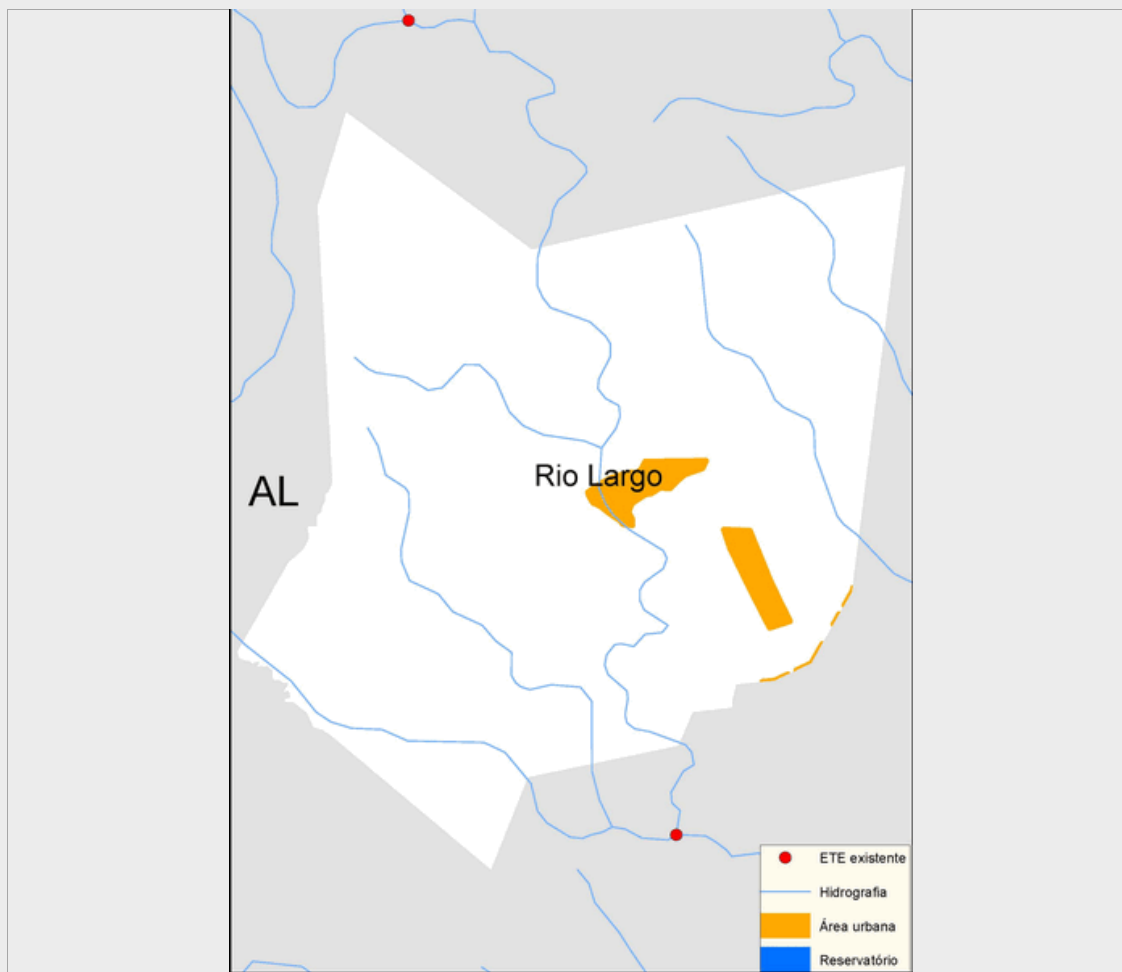 Rio Largo
AL
ETE existente
Hidrografia
Área urbana
Reservatório